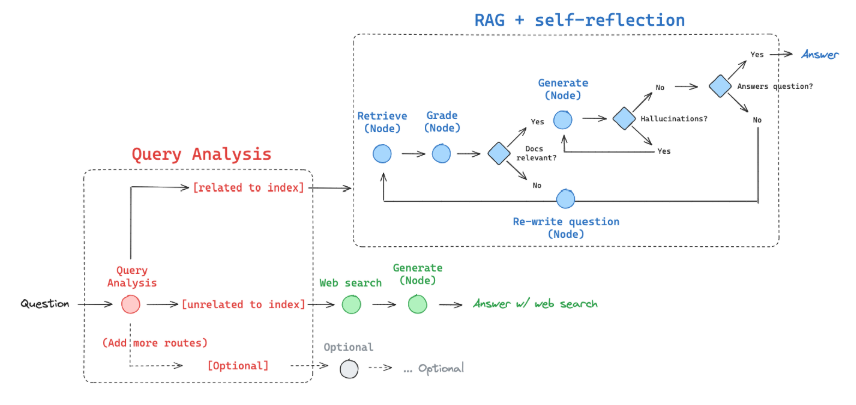 RAG + self-reflection
Yes
Answer
Answers question?
No
Generate
(Node)
No
Hallucinations?
Yes
Retrieve
(Node)
Grade
(Node)
Yes
Docs
relevant?
No
Re-write question
(Node)
Query Analysis
[related to index]
Query
Analysis
Question
[unrelated to index]
Web search
Generate
(Node)
Answer w/ web search
(Add more routes)
[Optional]
Optional
... Optional